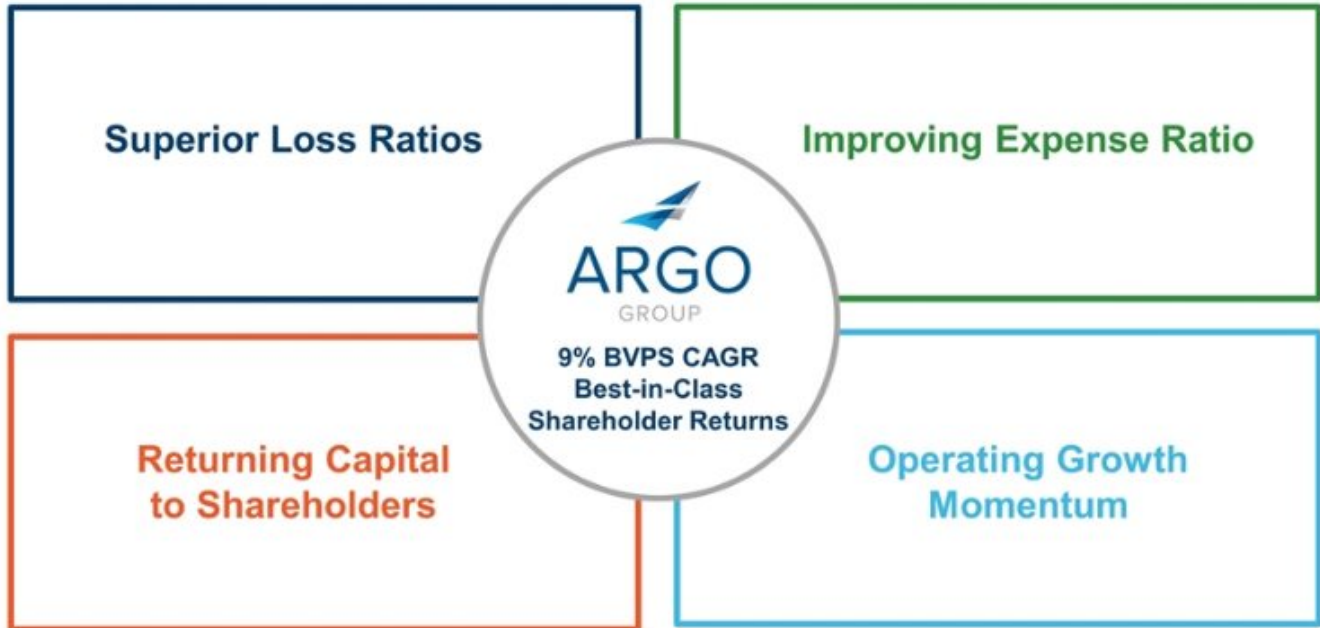 Superior Loss Ratios
Improving Expense Ratio
ARGO
GROUP
9% BVPS CAGR
Best-in-Class
Shareholder Returns
Returning Capital
to Shareholders
Operating Growth
Momentum